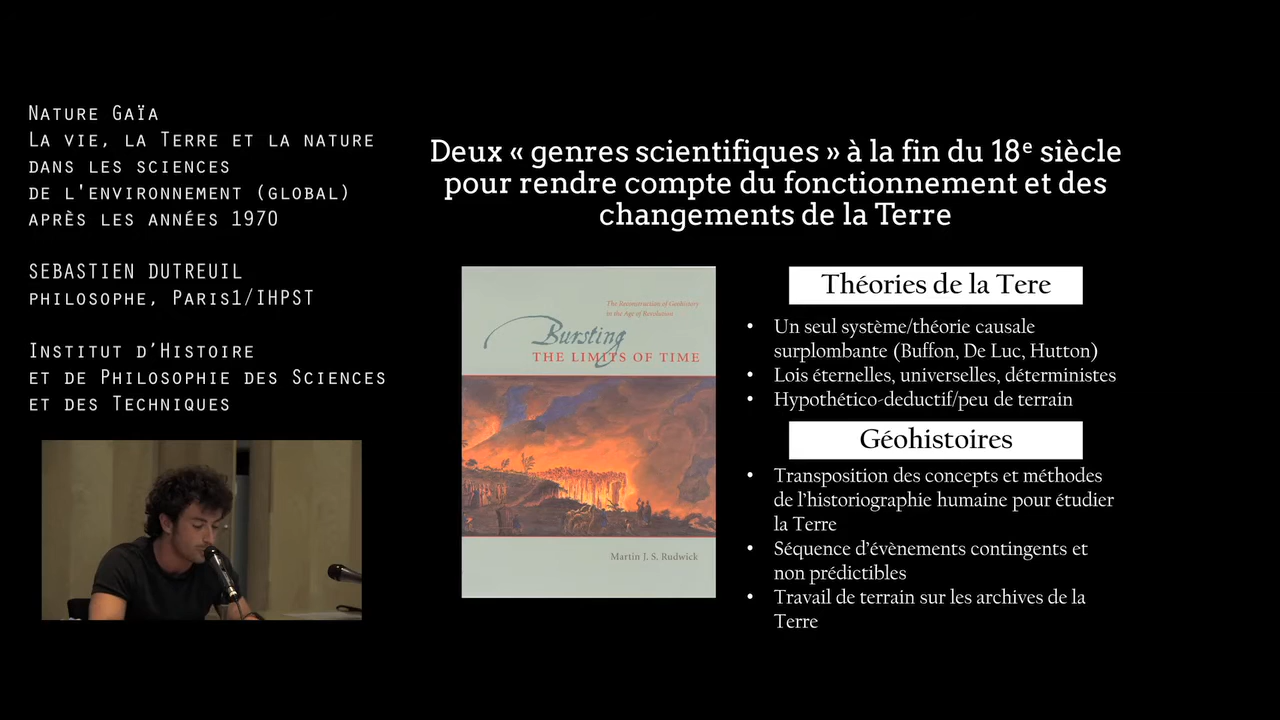 NATURE GAÏA
LA VIE, LA TERRE ET LA NATURE
DANS LES SCIENCES
DE L'ENVIRONNEMENT (GLOBAL)
APRÈS LES ANNÉES 1970
SEBASTIEN DUTREUIL
PHILOSOPHE, PARIS1/IHPST
INSTITUT D'HISTOIRE
ET DE PHILOSOPHIE DES SCIENCES
ET DES TECHNIQUES
Deux « genres scientifiques » à la fin du 18e siècle
pour rendre compte du fonctionnement et des
changements de la Terre
The Reconstruction of Geohistory
in the Age of Revolution
Bursting
THE LIMITS OF TIME
Martin J. S. Rudwick
Théories de la Tere
• Un seul système/théorie causale
surplombante (Buffon, De Luc, Hutton)
• Lois éternelles, universelles, déterministes
• Hypothético-deductif/peu de terrain
Géohistoires
• Transposition des concepts et méthodes
de l'historiographie humaine pour étudier
la Terre
• Séquence d'évènements contingents et
non prédictibles
• Travail de terrain sur les archives de la
Terre